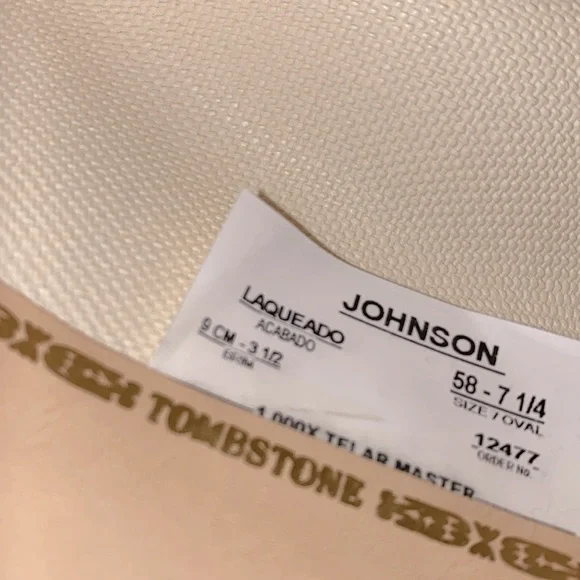 JOHNSON
LAQUEADO
ACABADO
9 CM - 3 1/2
58 - 7 1/4
SIZE / OVAL
12477
ORDER No.
1.000X TELAR MASTER
TOMBSTONE